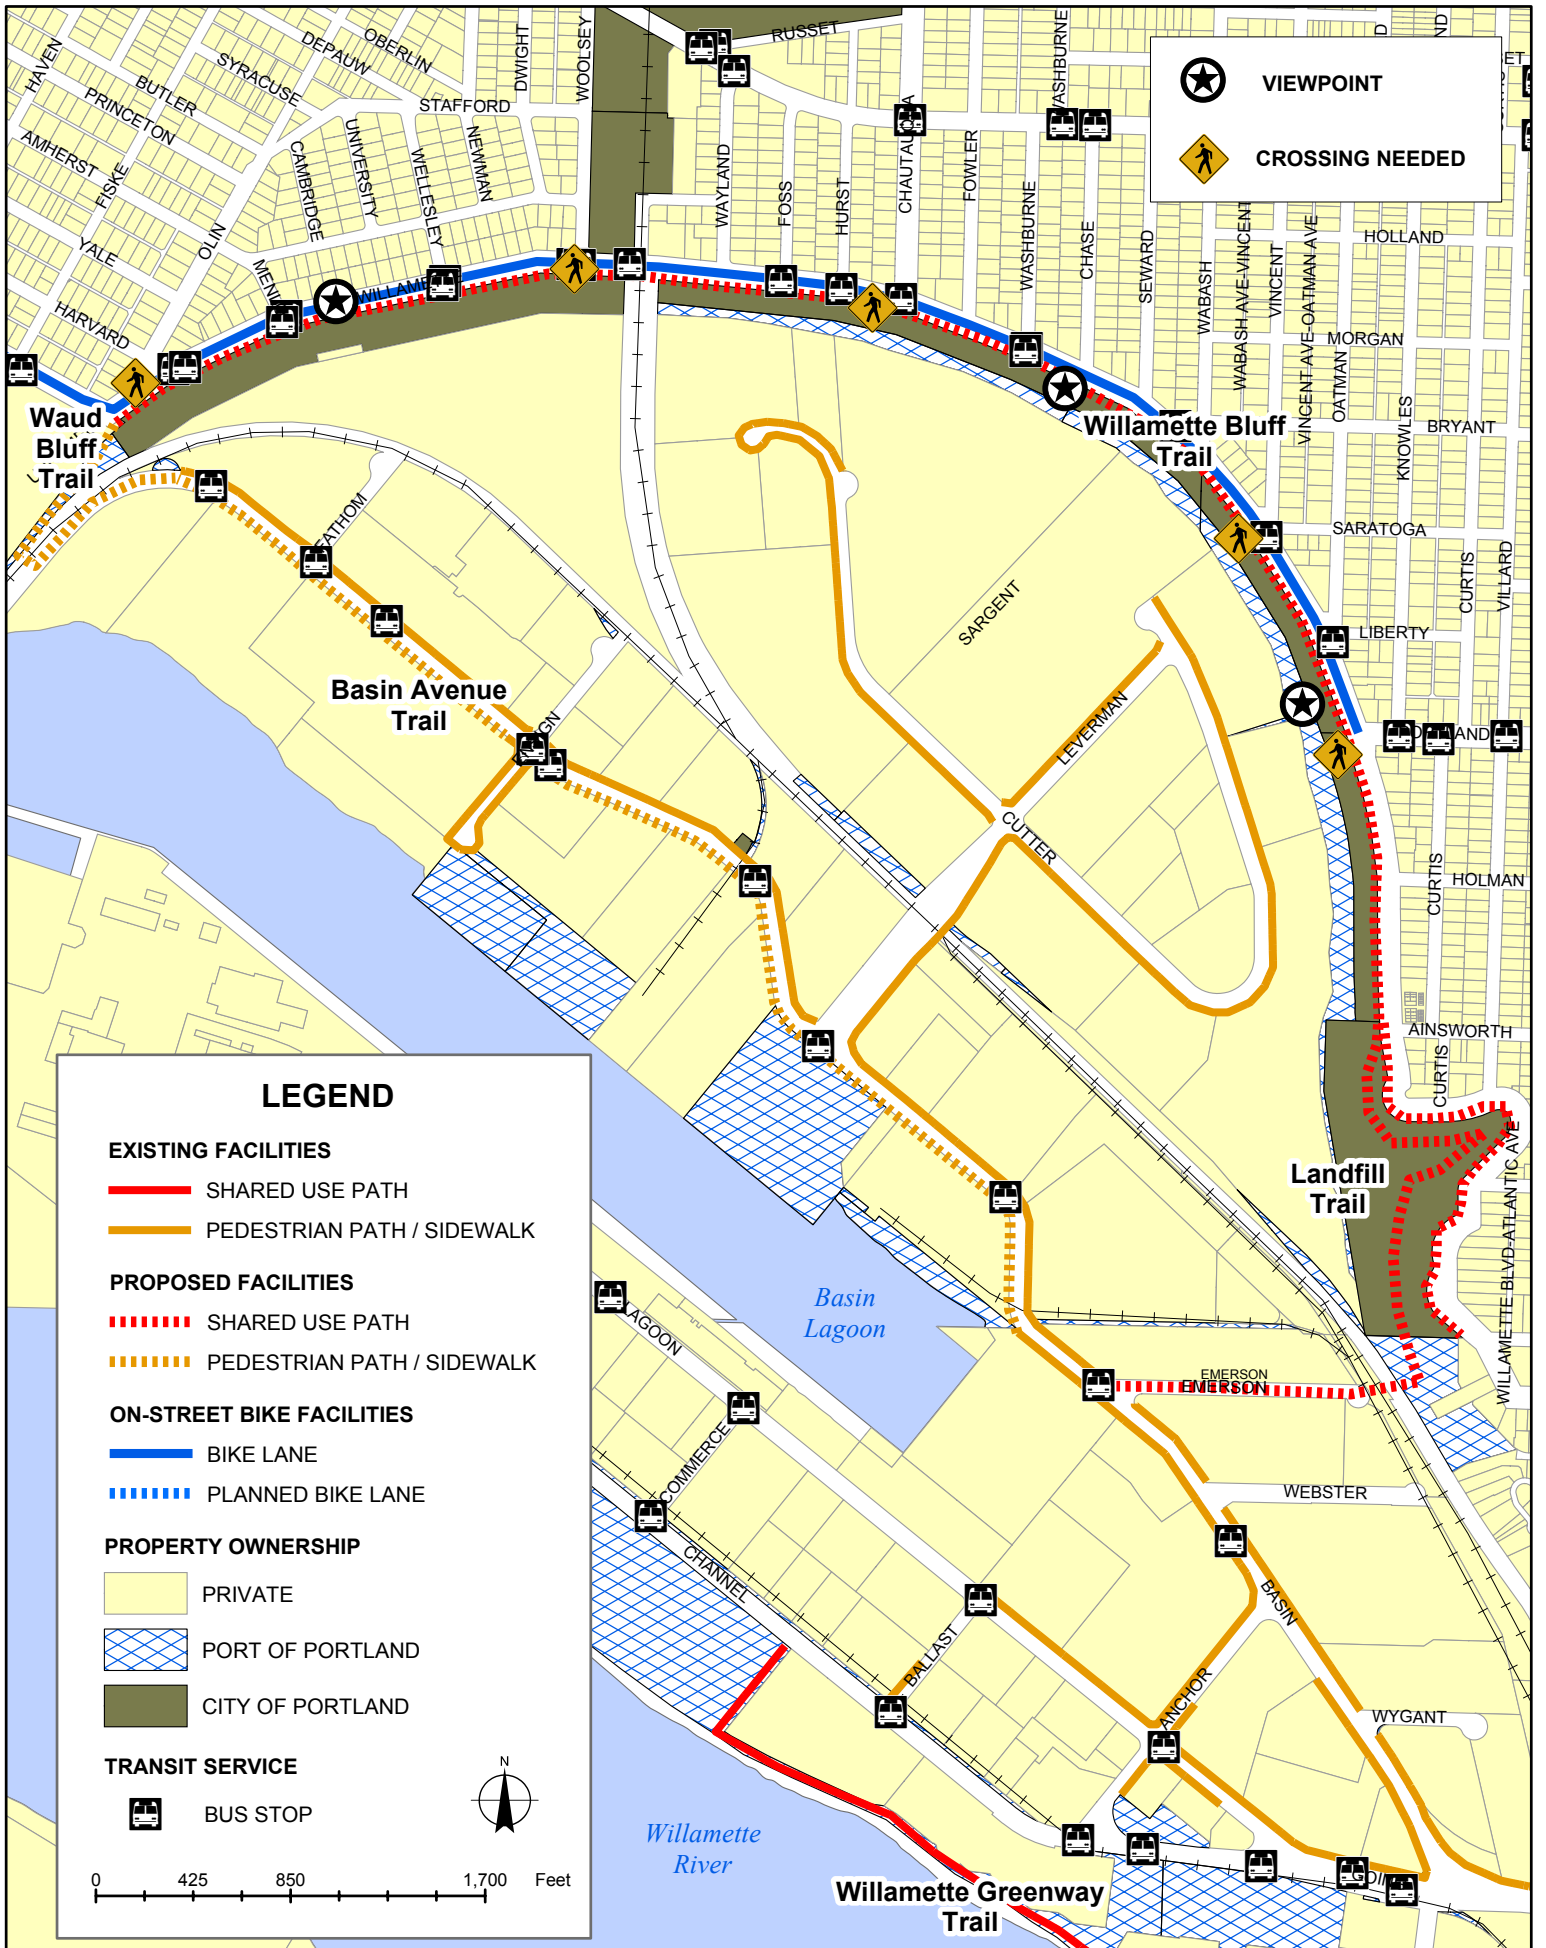 HAVEN
BUTLER
PRINCETON
SYRACUSE
DEPAUW
OBERLIN
DWIGHT
WOOLSEY
RUSSET
STAFFORD
AMHERST
FISKE
CAMBRIDGE
UNIVERSITY
WELLESLEY
NEWMAN
YALE
OLIN
HARVARD
WAYLAND
FOSS
HURST
CHAUTAUQUA
FOWLER
WASHBURNE
WASHBURNE
CHASE
SEWARD
WABASH
WABASH AVE-VINCENT
VINCENT
VINCENT AVE-OATMAN AVE
OATMAN
VIEWPOINT
CROSSING NEEDED
HOLLAND
MORGAN
KNOWLES
BRYANT
SARATOGA
CURTIS
VILLARD
LIBERTY
Waud
Bluff
Trail
Willamette Bluff
Trail
FATHOM
Basin Avenue
Trail
SARGENT
LEVERMAN
CUTTER
CURTIS
HOLMAN
AINSWORTH
CURTIS
Landfill
Trail
WILLAMETTE BLVD-ATLANTIC AVE
Basin
Lagoon
LAGOON
EMERSON
EMERSON
COMMERCE
WEBSTER
CHANNEL
BASIN
BALLAST
ANCHOR
WYGANT
Willamette
River
Willamette Greenway
Trail
LEGEND
EXISTING FACILITIES
SHARED USE PATH
PEDESTRIAN PATH / SIDEWALK
PROPOSED FACILITIES
SHARED USE PATH
PEDESTRIAN PATH / SIDEWALK
ON-STREET BIKE FACILITIES
BIKE LANE
PLANNED BIKE LANE
PROPERTY OWNERSHIP
PRIVATE
PORT OF PORTLAND
CITY OF PORTLAND
TRANSIT SERVICE
BUS STOP
N
0 425 850 1,700 Feet